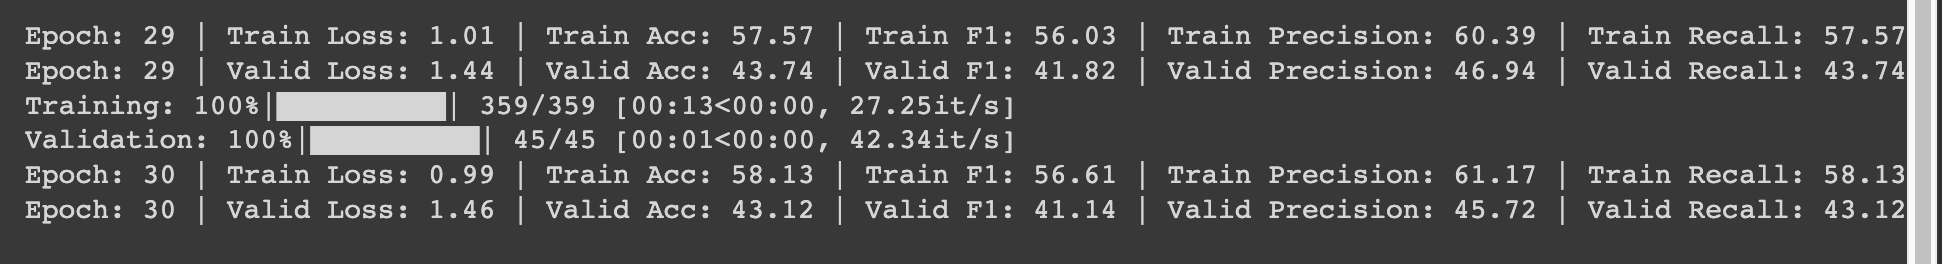 Epoch: 29 | Train Loss: 1.01 | Train Acc: 57.57 | Train F1: 56.03 | Train Precision: 60.39 | Train Recall: 57.57
Epoch: 29 | Valid Loss: 1.44 | Valid Acc: 43.74 | Valid F1: 41.82 | Valid Precision: 46.94 | Valid Recall: 43.74
Training: 100%|██████████| 359/359 [00:13<00:00, 27.25it/s]
Validation: 100%|██████████| 45/45 [00:01<00:00, 42.34it/s]
Epoch: 30 | Train Loss: 0.99 | Train Acc: 58.13 | Train F1: 56.61 | Train Precision: 61.17 | Train Recall: 58.13
Epoch: 30 | Valid Loss: 1.46 | Valid Acc: 43.12 | Valid F1: 41.14 | Valid Precision: 45.72 | Valid Recall: 43.12